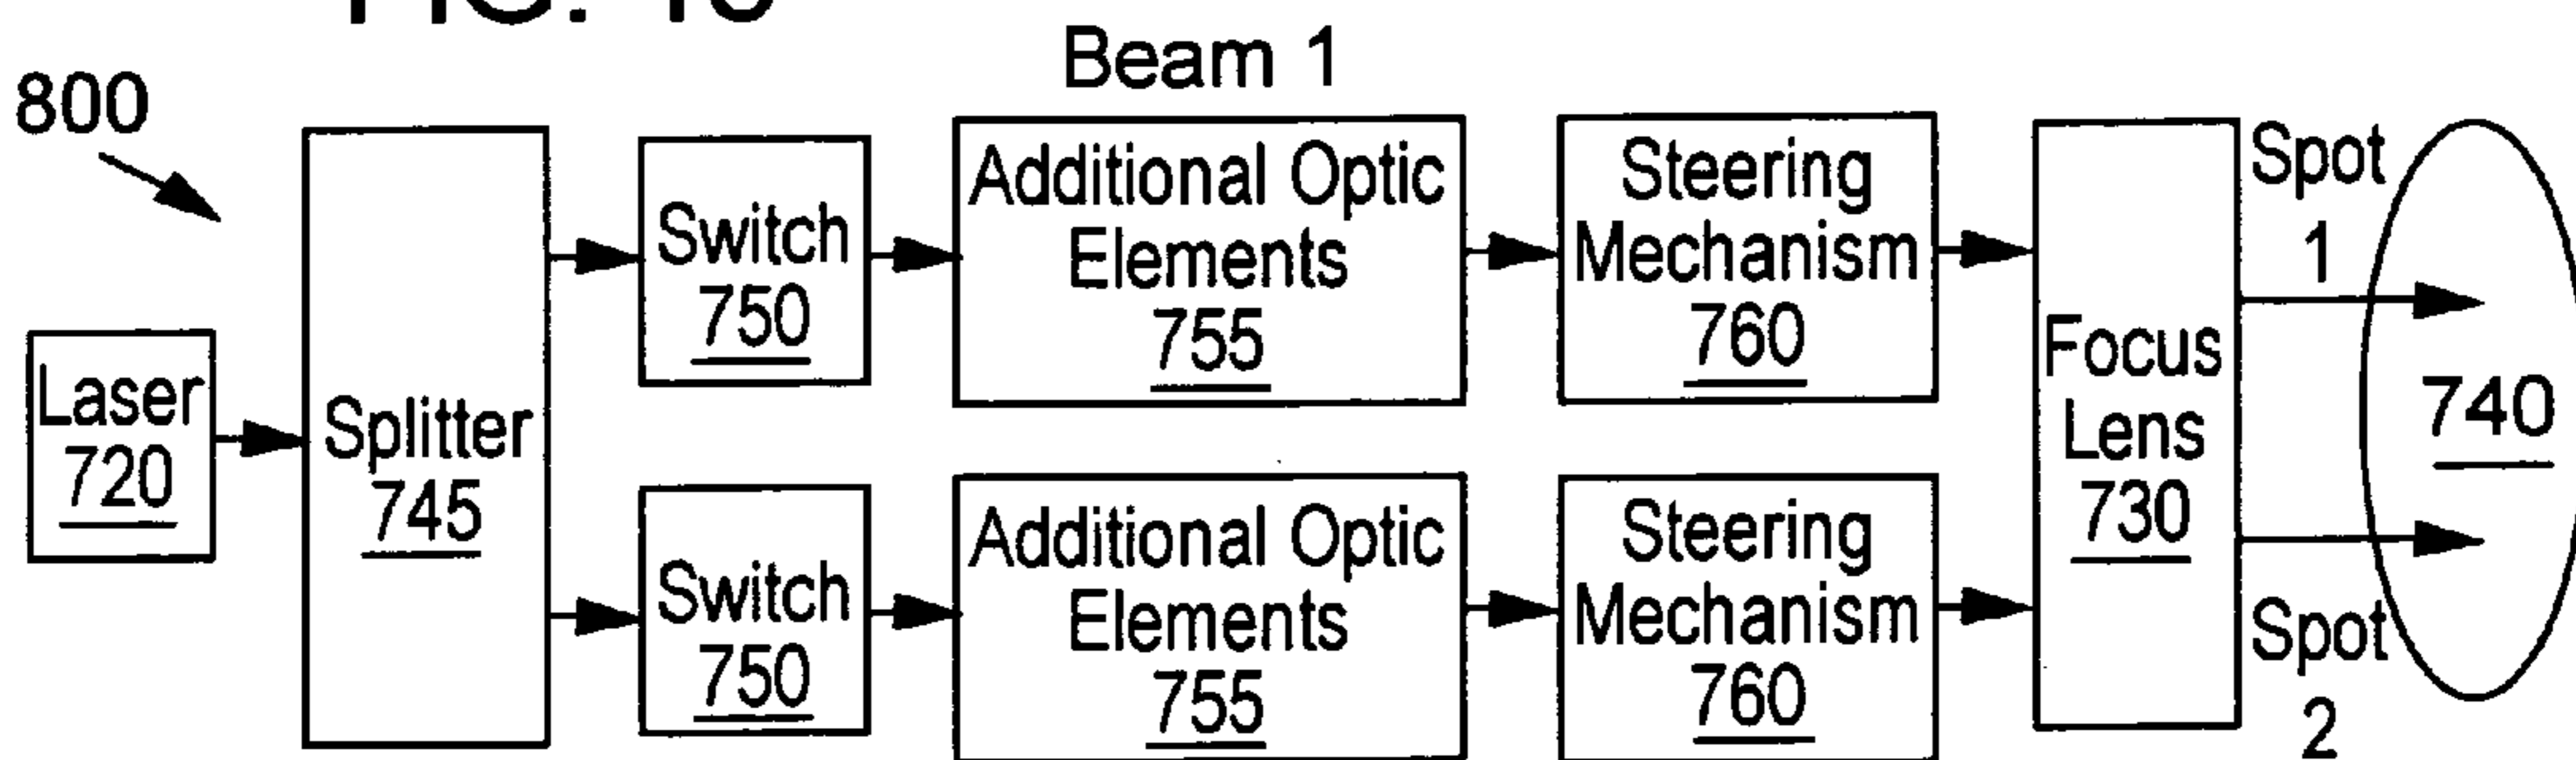 Beam 1
800
Laser
720
Splitter
745
Switch
750
Additional Optic
Elements
755
Steering
Mechanism
760
Switch
750
Additional Optic
Elements
755
Steering
Mechanism
760
Focus
Lens
730
Spot
1
740
Spot
2